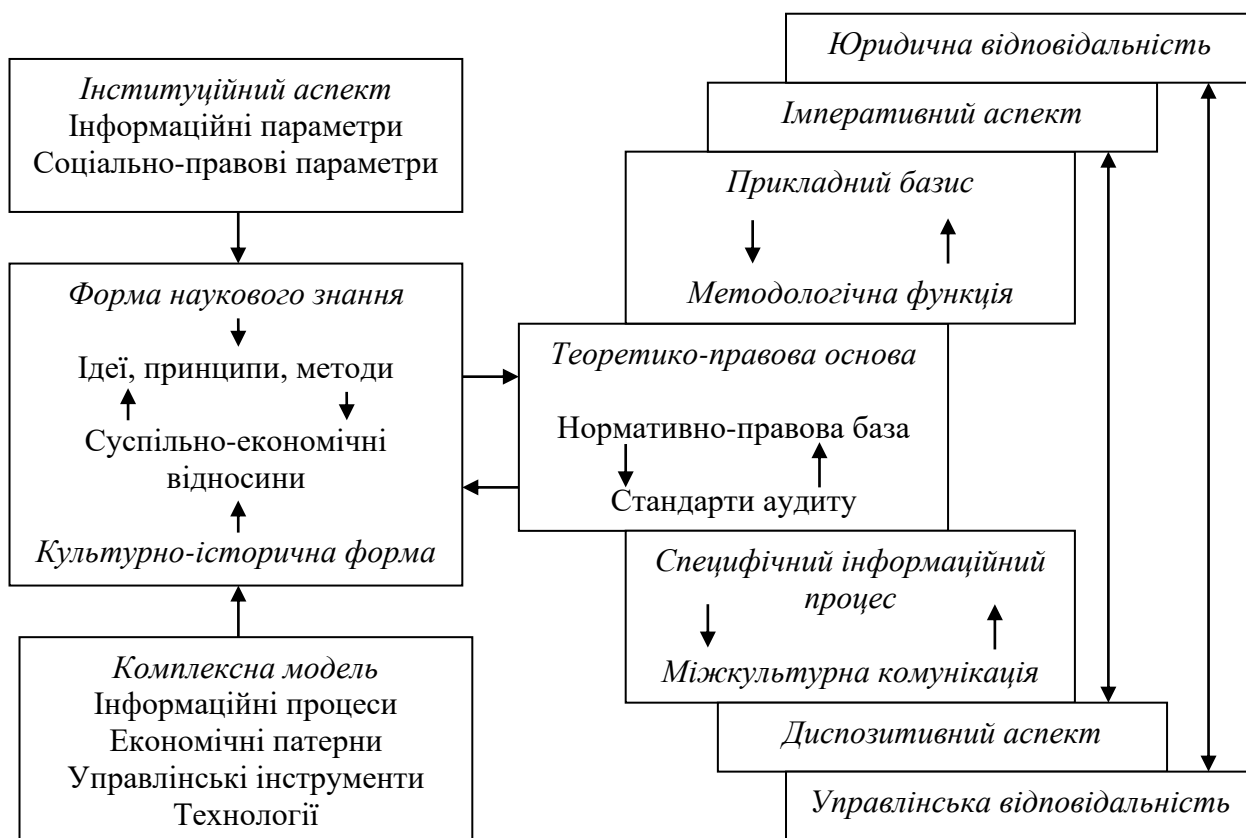 Інституційний аспект
Інформаційні параметри
Соціально-правові параметри
Форма наукового знання
Ідеї, принципи, методи
Суспільно-економічні
відносини
Культурно-історична форма
Комплексна модель
Інформаційні процеси
Економічні патерни
Управлінські інструменти
Технології
Юридична відповідальність
Імперативний аспект
Прикладний базис
Методологічна функція
Теоретико-правова основа
Нормативно-правова база
Стандарти аудиту
Специфічний інформаційний
процес
Міжкультурна комунікація
Диспозитивний аспект
Управлінська відповідальність